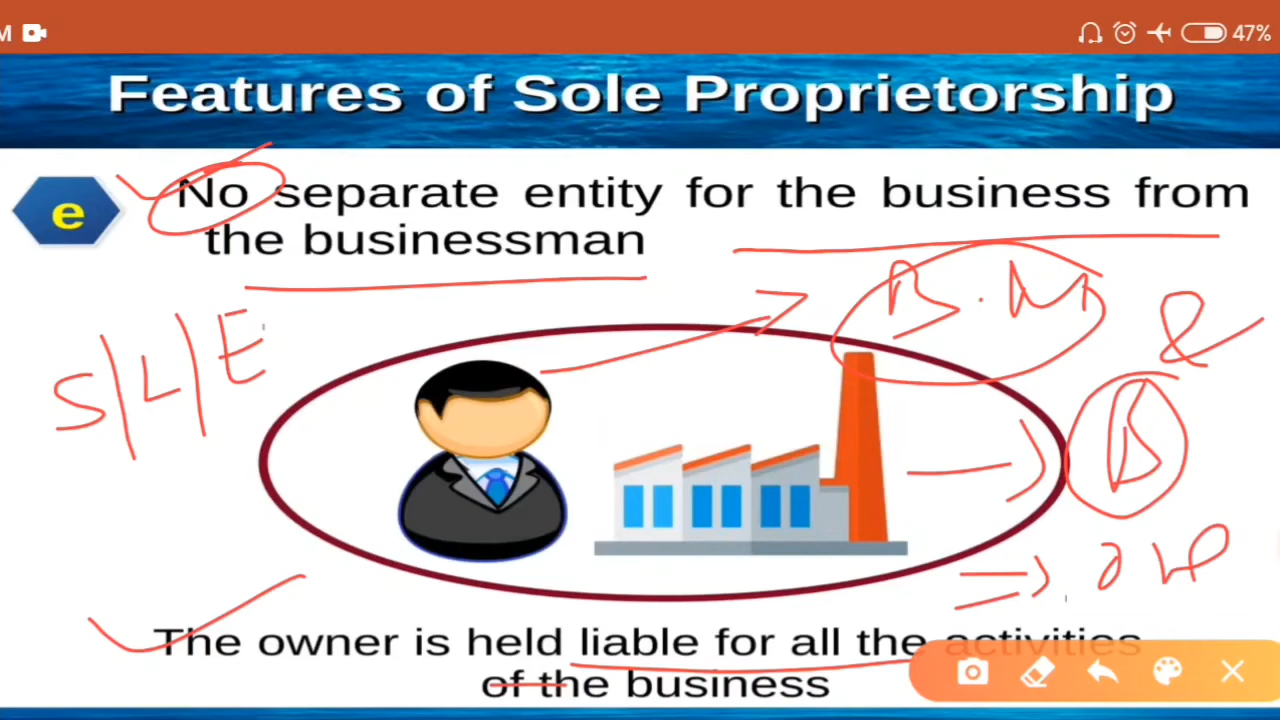 M
47%
Features of Sole Proprietorship
e
No separate entity for the business from
the businessman
B.M
&
S/L/E
B
The owner is held liable for all the activities
of the business